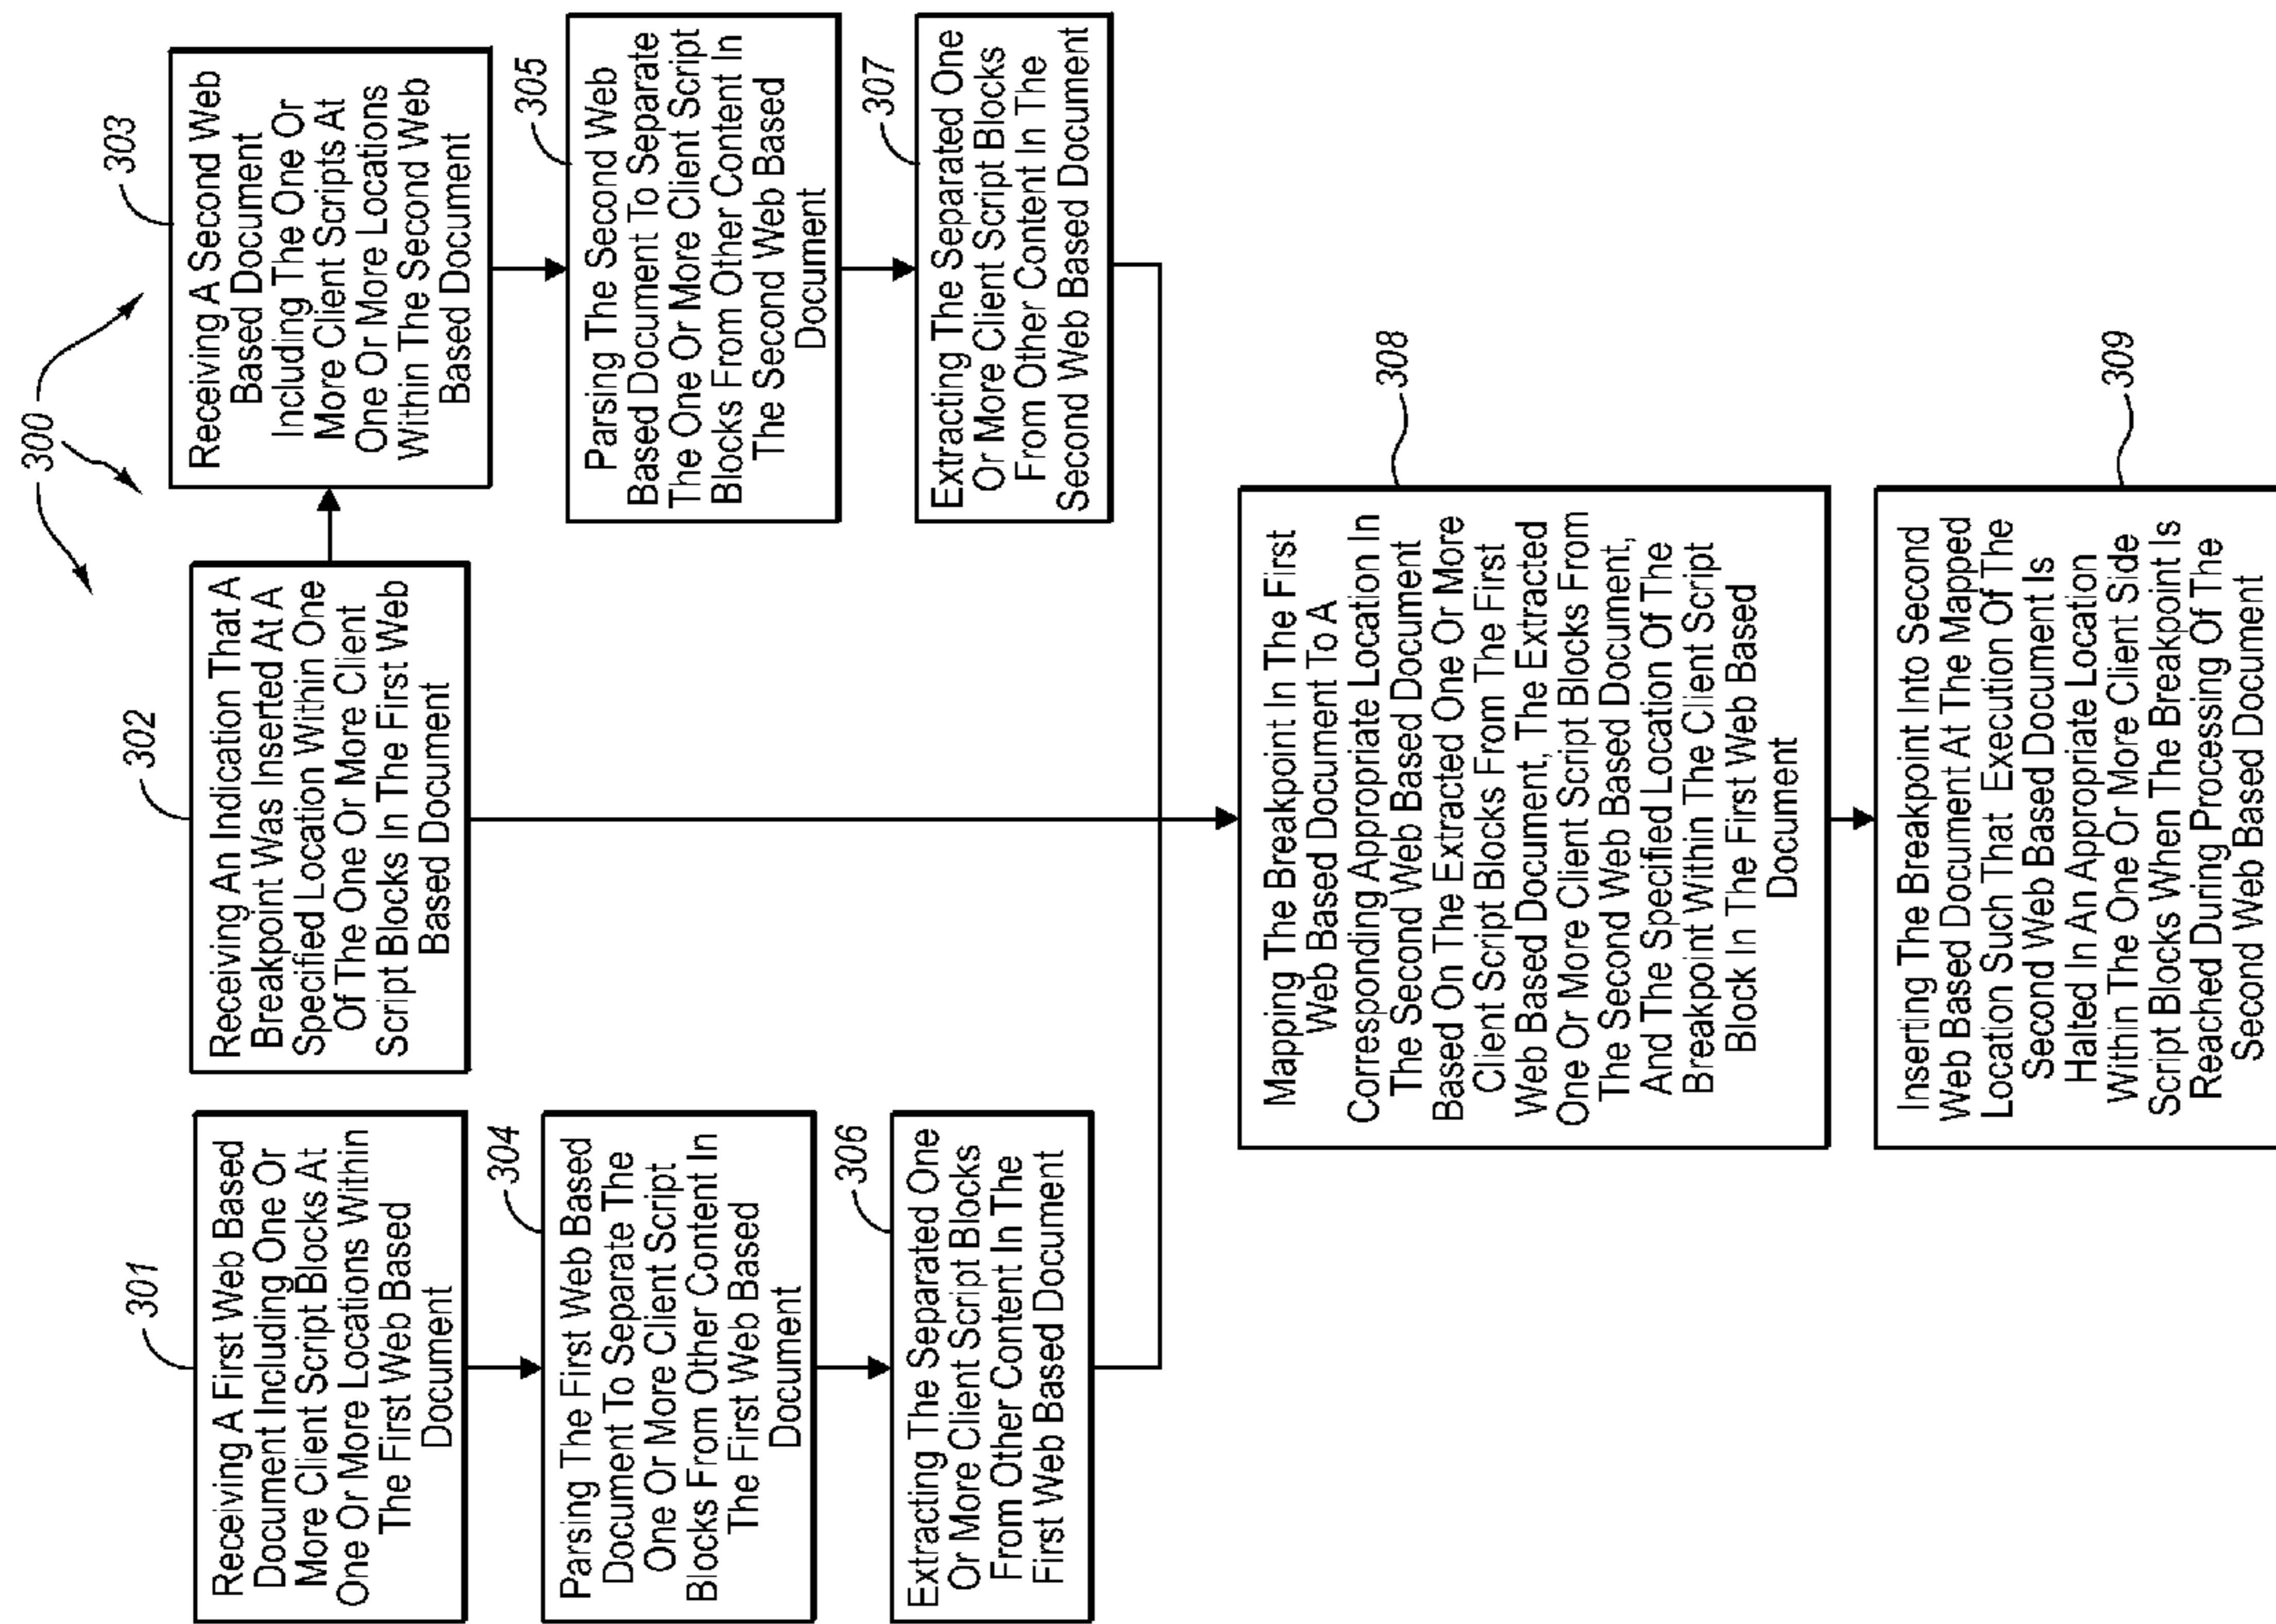 300
301
Receiving A First Web Based
Document Including One Or
More Client Script Blocks At
One Or More Locations Within
The First Web Based
Document
302
Receiving An Indication That A
Breakpoint Was Inserted At A
Specified Location Within One
Of The One Or More Client
Script Blocks In The First Web
Based Document
303
Receiving A Second Web
Based Document
Including The One Or
More Client Scripts At
One Or More Locations
Within The Second Web
Based Document
304
Parsing The First Web Based
Document To Separate The
One Or More Client Script
Blocks From Other Content In
The First Web Based
Document
305
Parsing The Second Web
Based Document To Separate
The One Or More Client Script
Blocks From Other Content In
The Second Web Based
Document
306
Extracting The Separated One
Or More Client Script Blocks
From Other Content In The
First Web Based Document
307
Extracting The Separated One
Or More Client Script Blocks
From Other Content In The
Second Web Based Document
308
Mapping The Breakpoint In The First
Web Based Document To A
Corresponding Appropriate Location In
The Second Web Based Document
Based On The Extracted One Or More
Client Script Blocks From The First
Web Based Document, The Extracted
One Or More Client Script Blocks From
The Second Web Based Document,
And The Specified Location Of The
Breakpoint Within The Client Script
Block In The First Web Based
Document
309
Inserting The Breakpoint Into Second
Web Based Document At The Mapped
Location Such That Execution Of The
Second Web Based Document Is
Halted In An Appropriate Location
Within The One Or More Client Side
Script Blocks When The Breakpoint Is
Reached During Processing Of The
Second Web Based Document